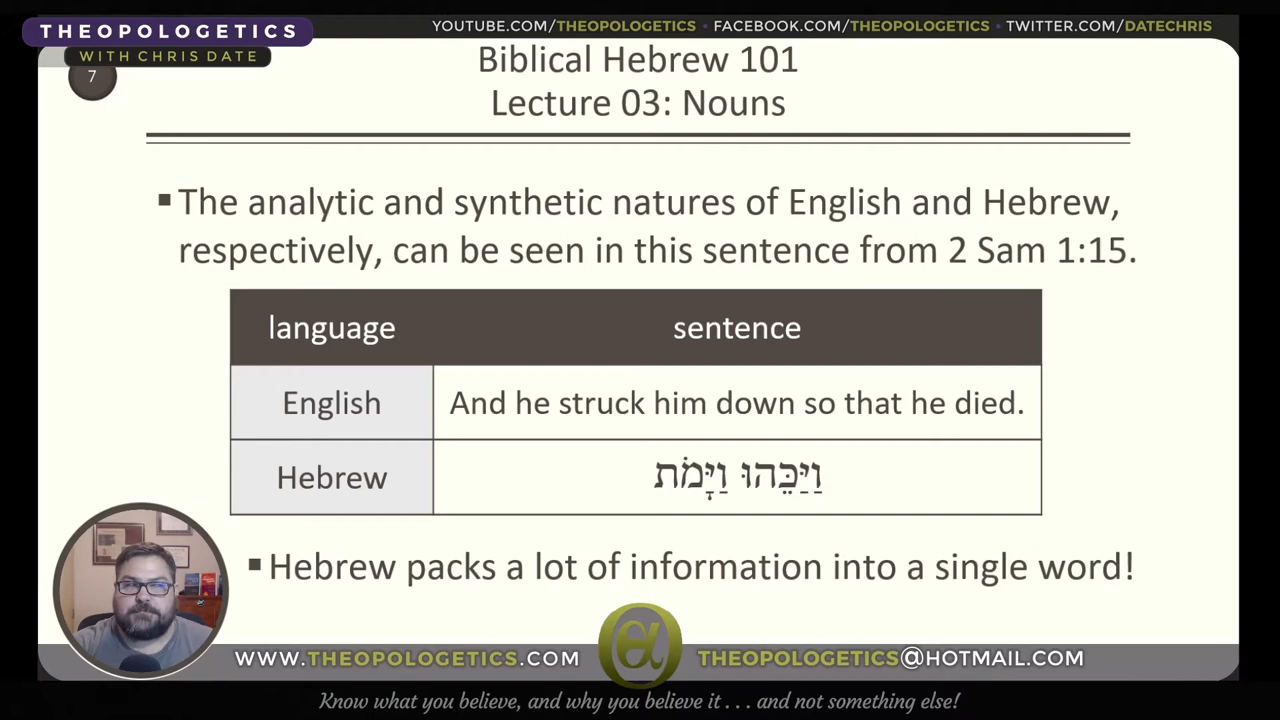 THEOPOLOGETICS
WITH CHRIS DATE
YOUTUBE.COM/THEOPOLOGETICS • FACEBOOK.COM/THEOPOLOGETICS • TWITTER.COM/DATECHRIS
7
Biblical Hebrew 101
Lecture 03: Nouns
▪ The analytic and synthetic natures of English and Hebrew,
respectively, can be seen in this sentence from 2 Sam 1:15.
language sentence
English And he struck him down so that he died.
Hebrew וַיַּכֵּהוּ וַיָּמֹת
▪ Hebrew packs a lot of information into a single word!
WWW.THEOPOLOGETICS.COM THEOPOLOGETICS@HOTMAIL.COM
Know what you believe, and why you believe it . . . and not something else!